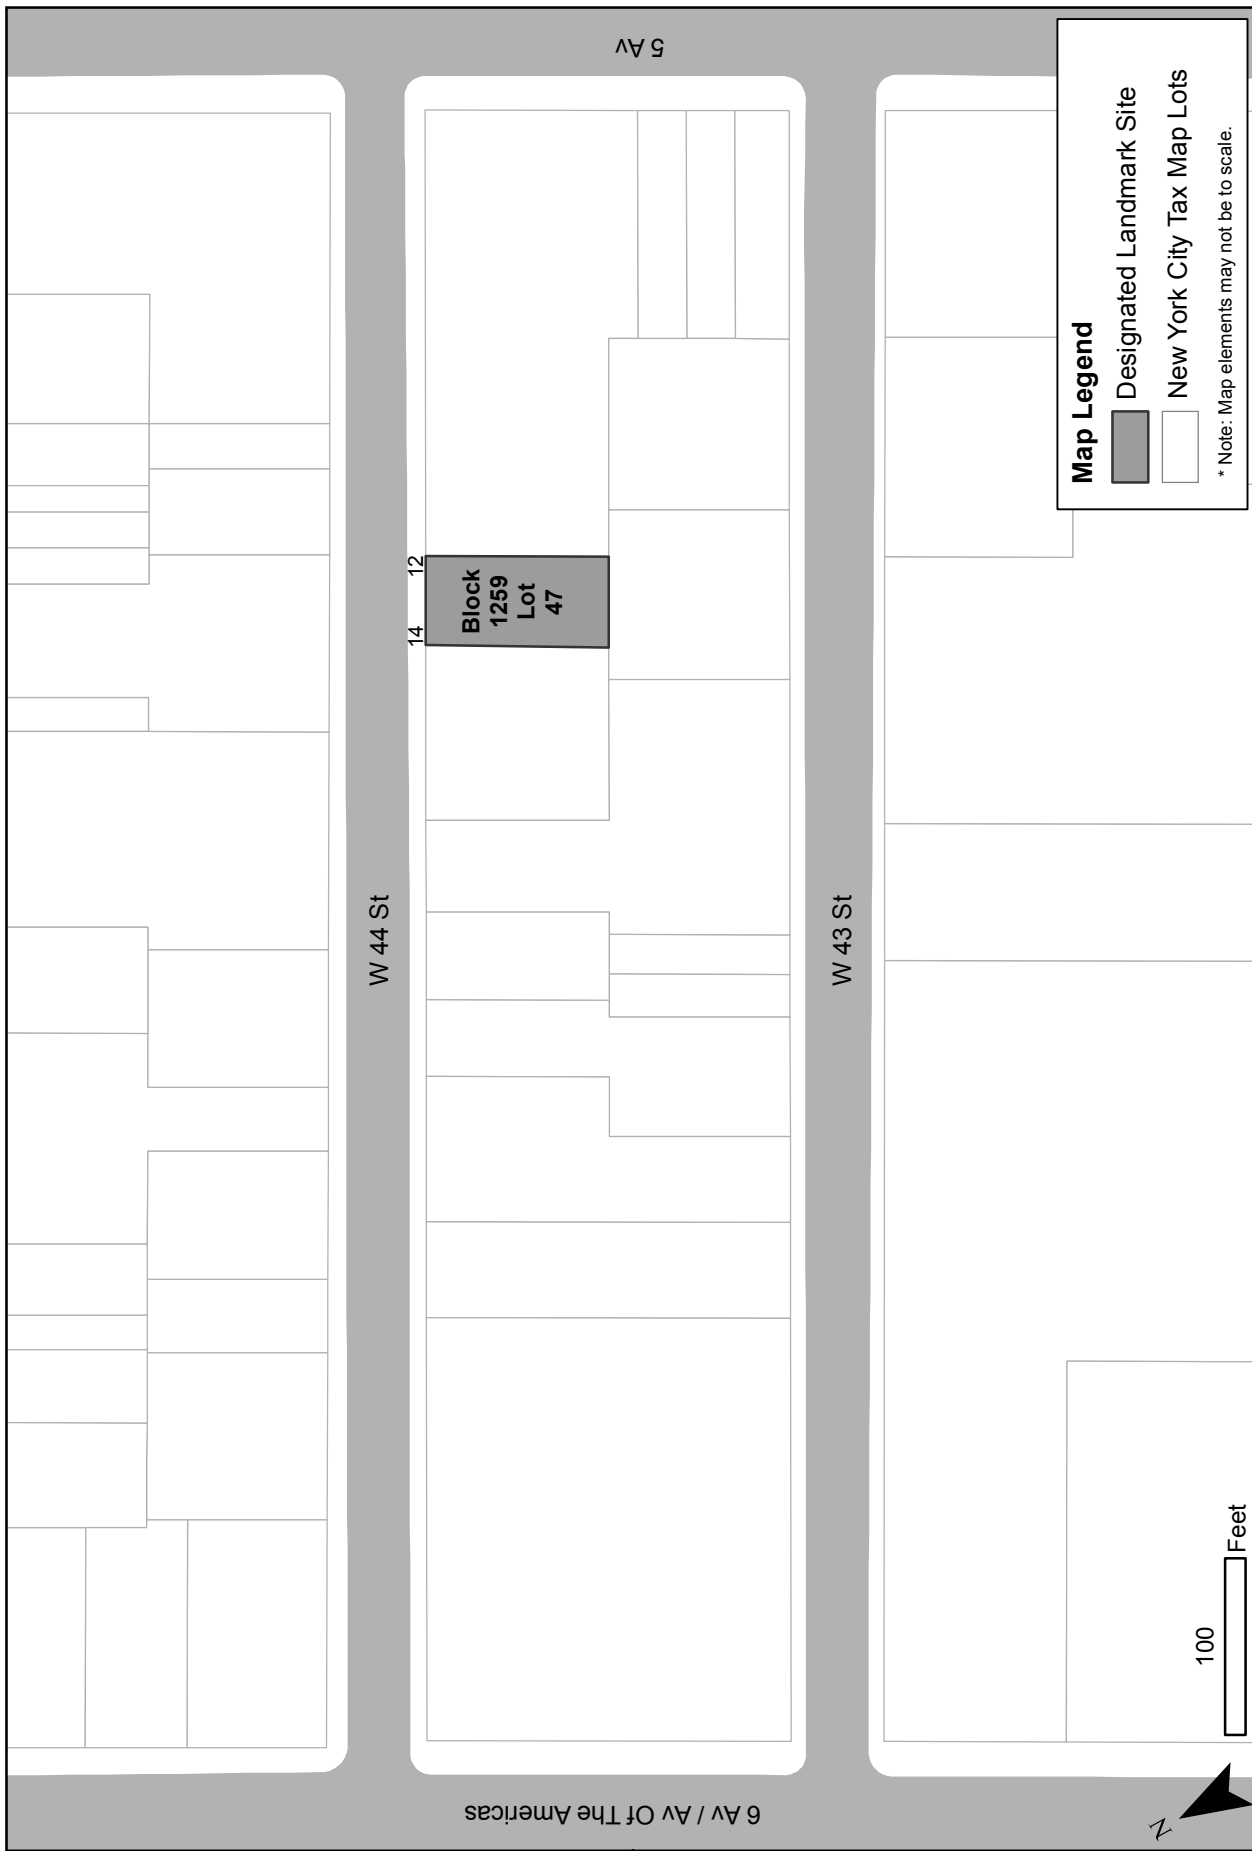 5 Av
W 44 St
14
12
Block
1259
Lot
47
W 43 St
6 Av / Av Of The Americas
Map Legend
Designated Landmark Site
New York City Tax Map Lots
* Note: Map elements may not be to scale.
100
Feet
N